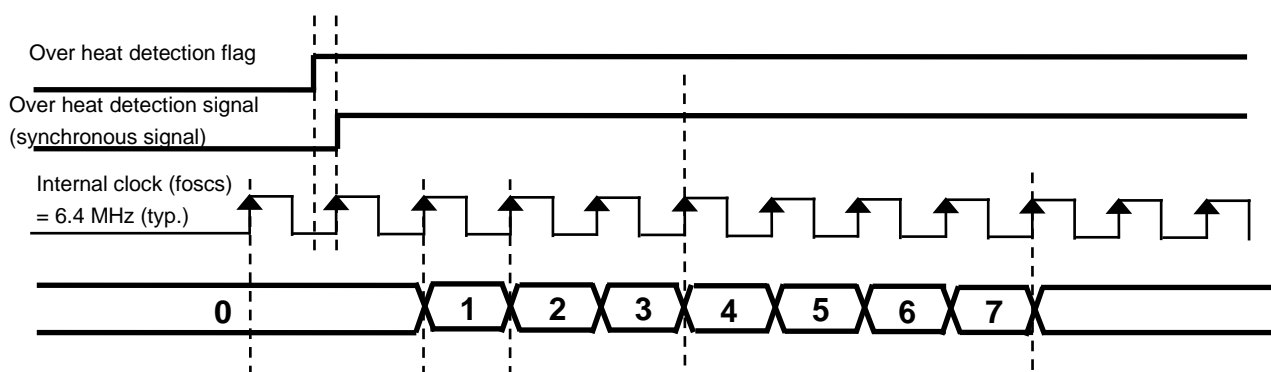 Over heat detection flag
Over heat detection signal
(synchronous signal)
Internal clock (foscs)
= 6.4 MHz (typ.)
0 1 2 3 4 5 6 7